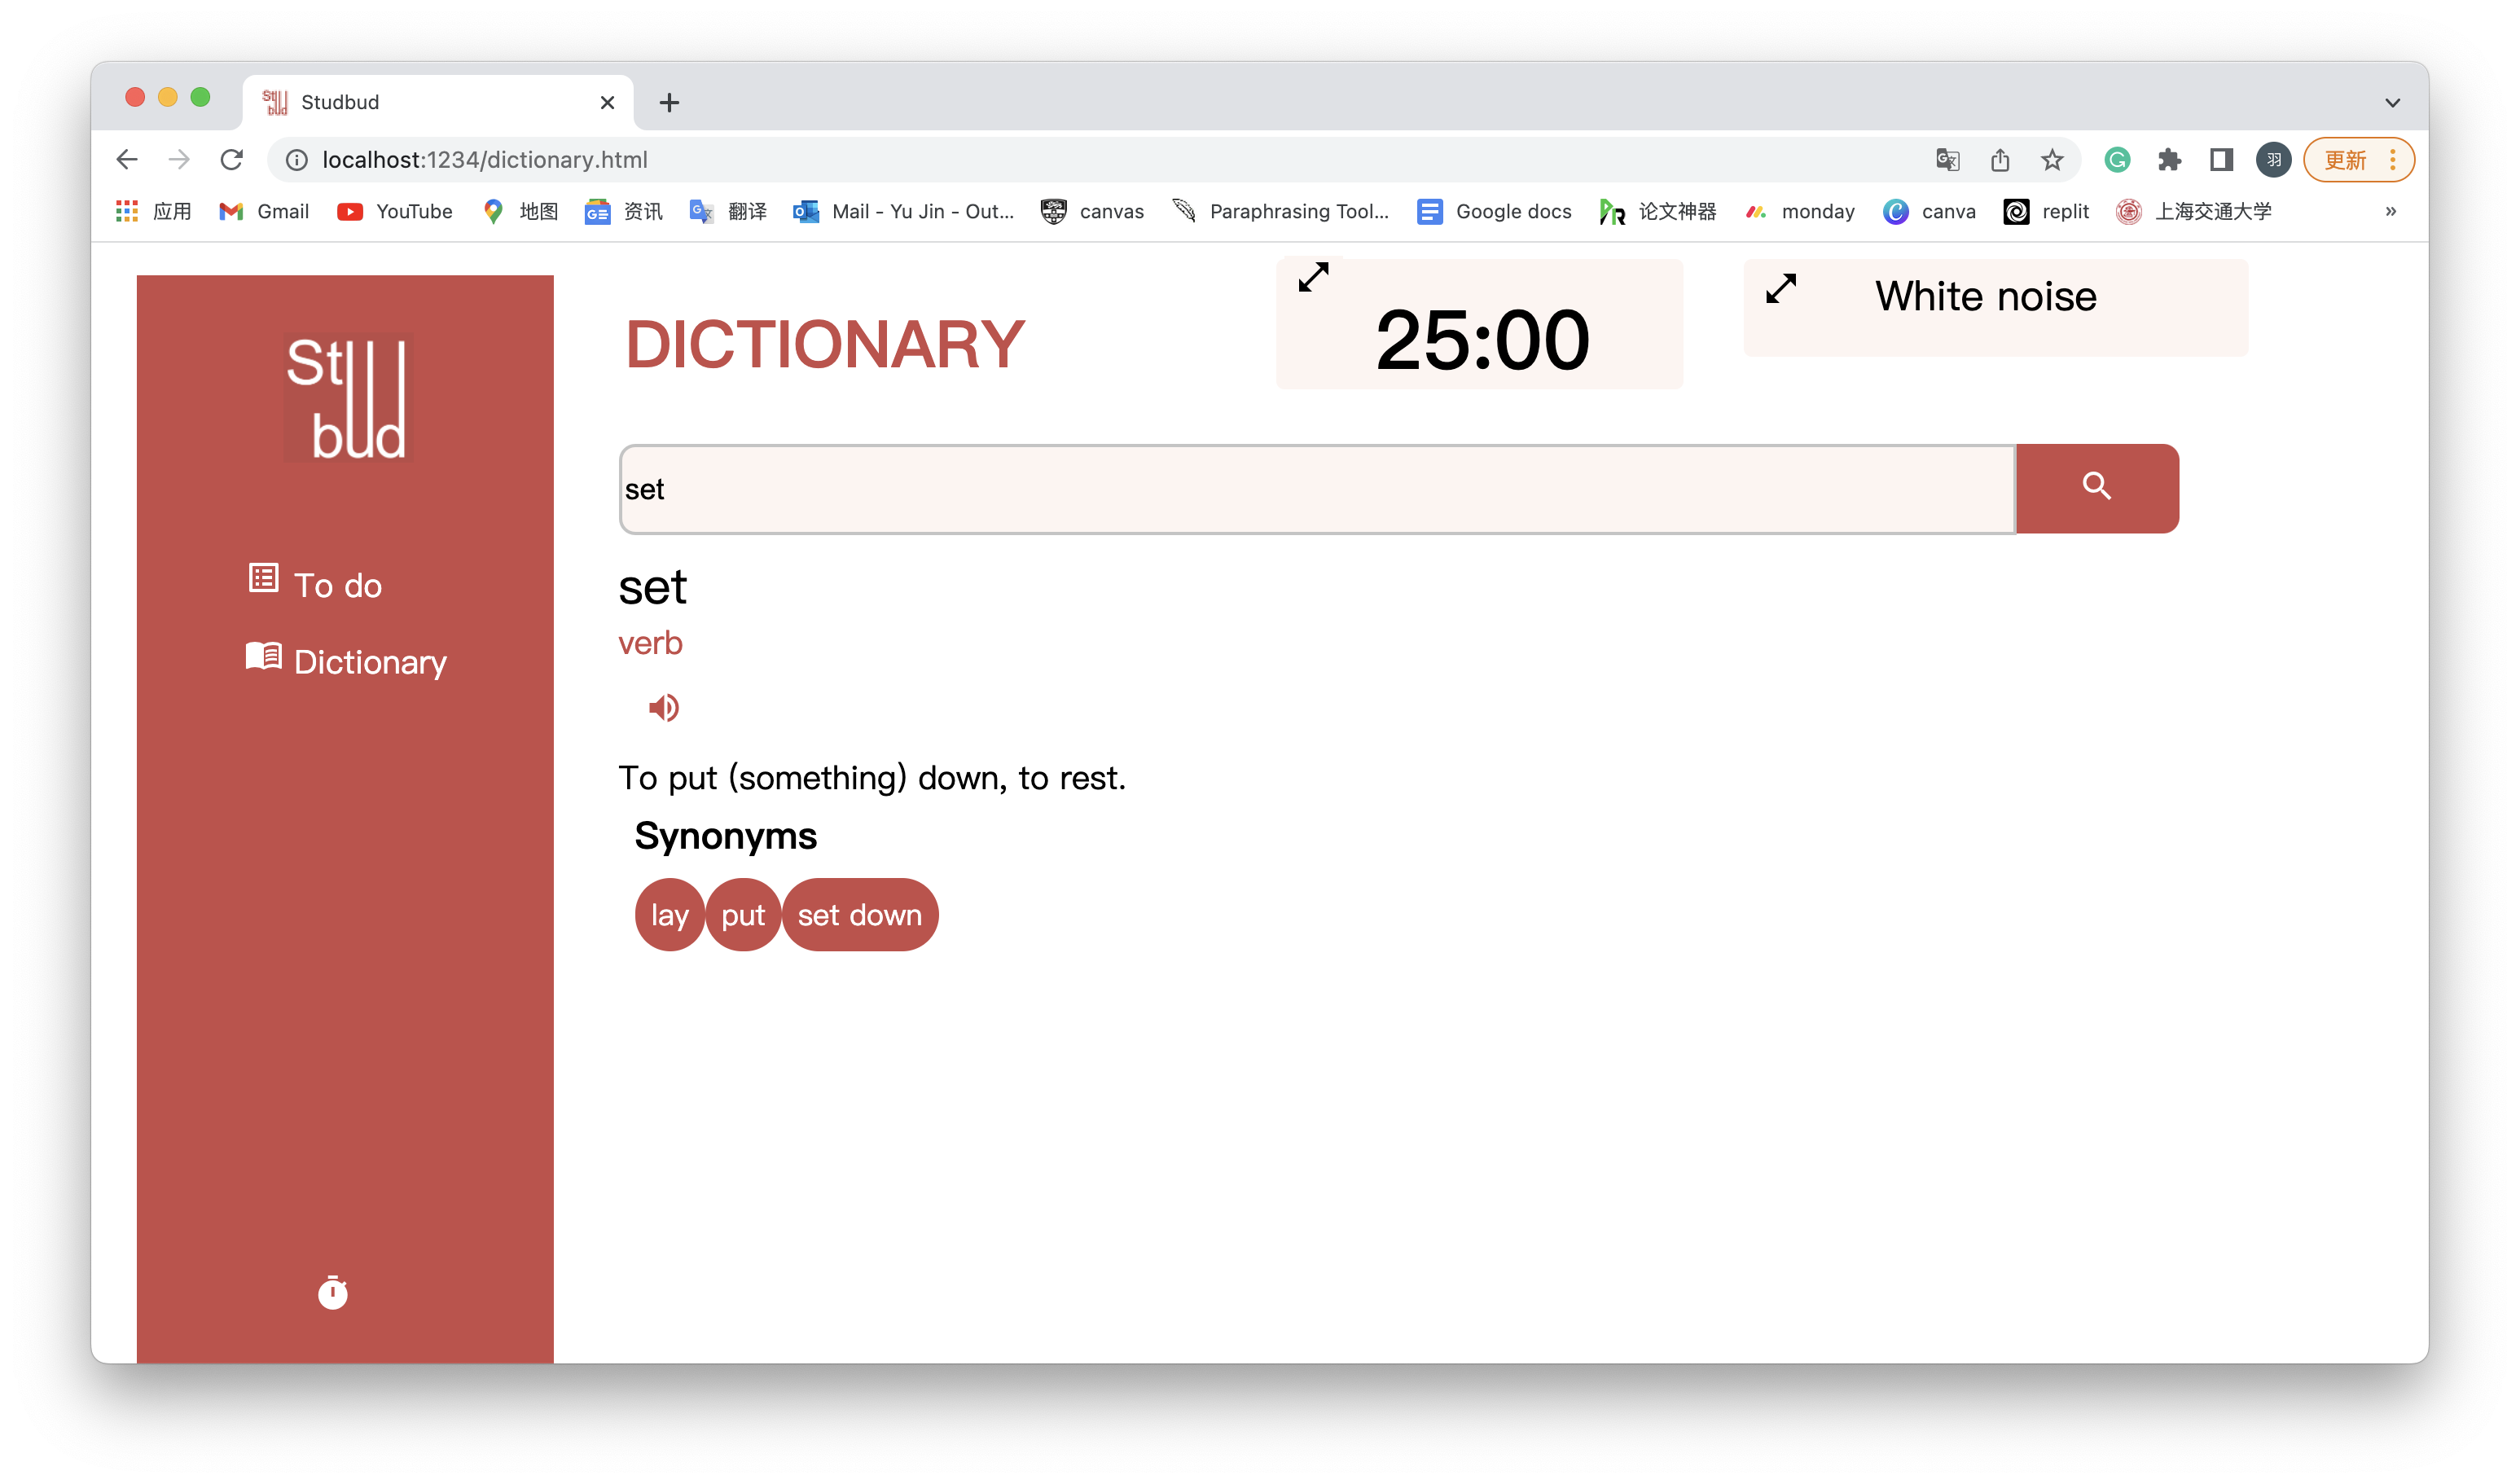 Studbud
localhost:1234/dictionary.html
羽
更新
应用 Gmail YouTube 地图 资讯 翻译 Mail - Yu Jin - Out... canvas Paraphrasing Tool... Google docs 论文神器 monday canva replit 上海交通大学 »
St
bud
To do
Dictionary
DICTIONARY
25:00
White noise
set
set
verb
To put (something) down, to rest.
Synonyms
lay put set down